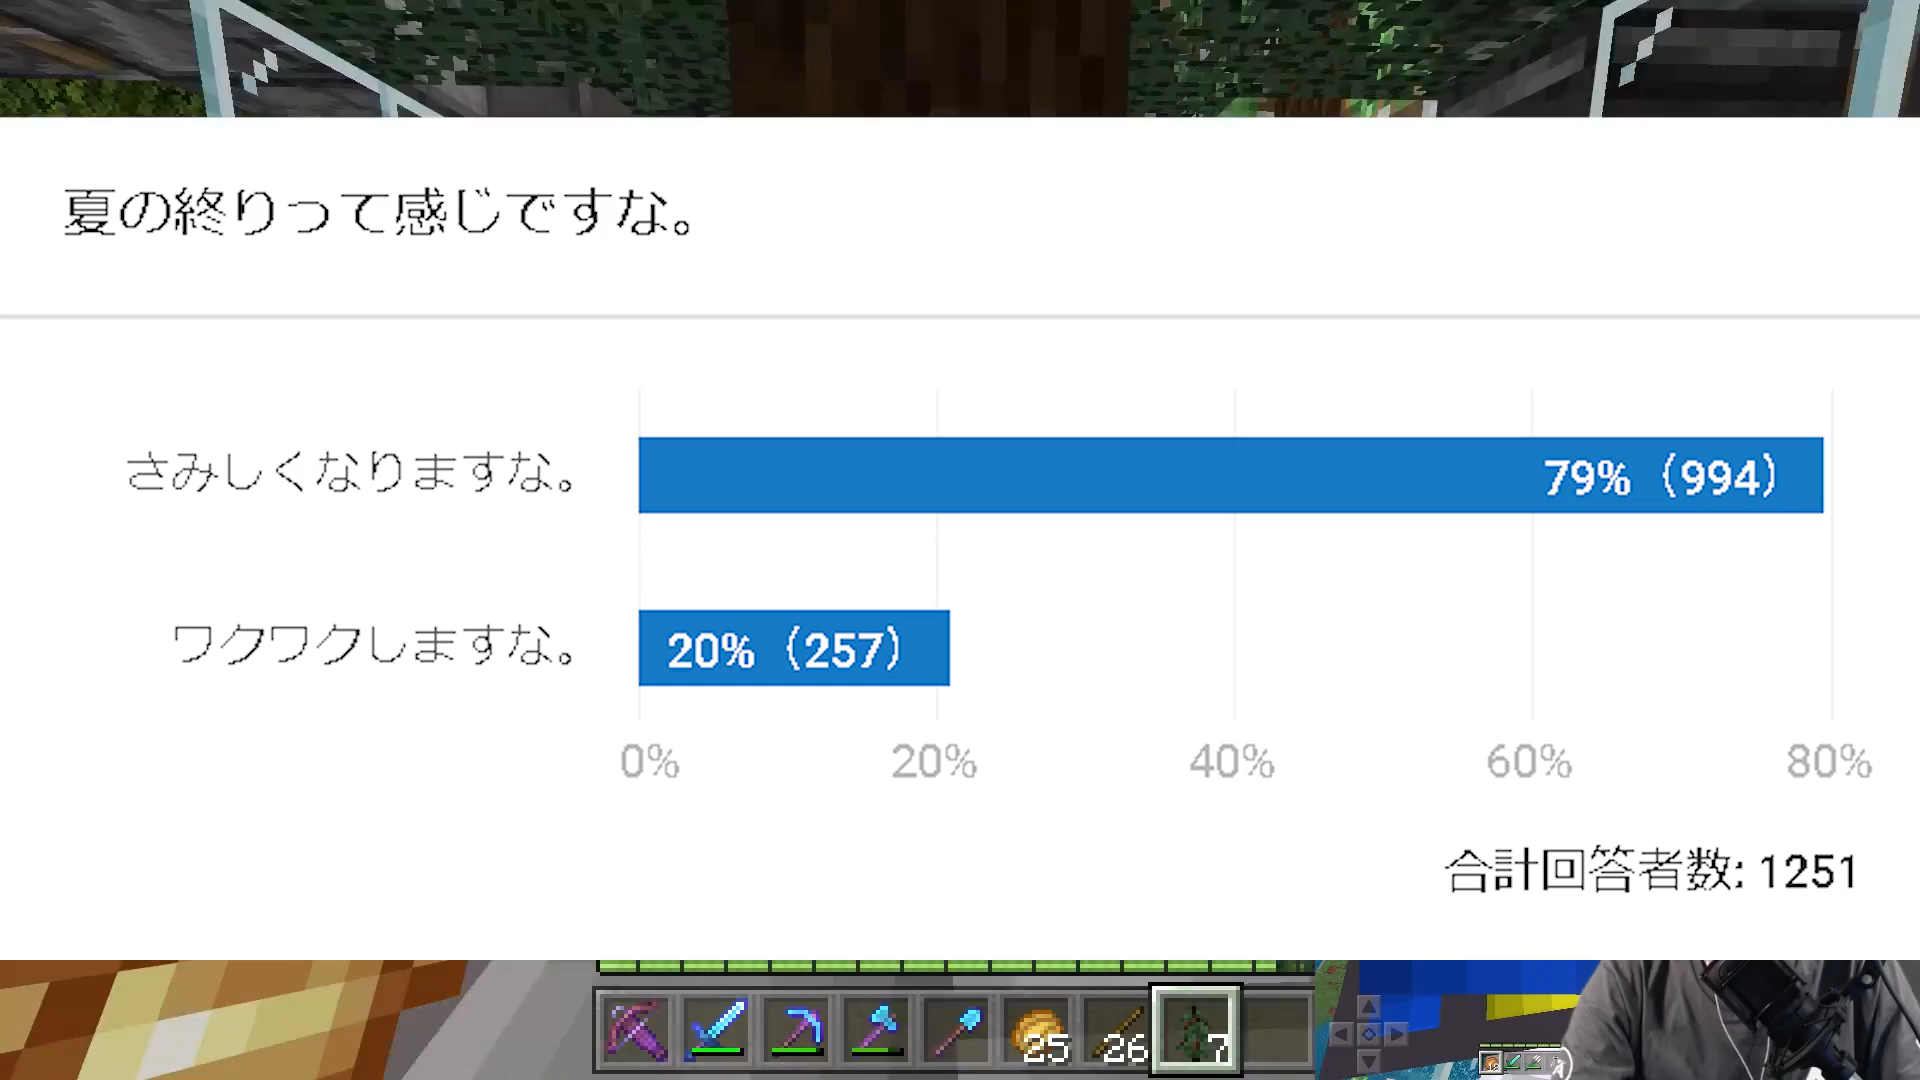 夏の終りって感じですな。
さみしくなりますな。
79%（994）
ワクワクしますな。
20%（257）
0% 20% 40% 60% 80%
合計回答者数: 1251
25 26 7